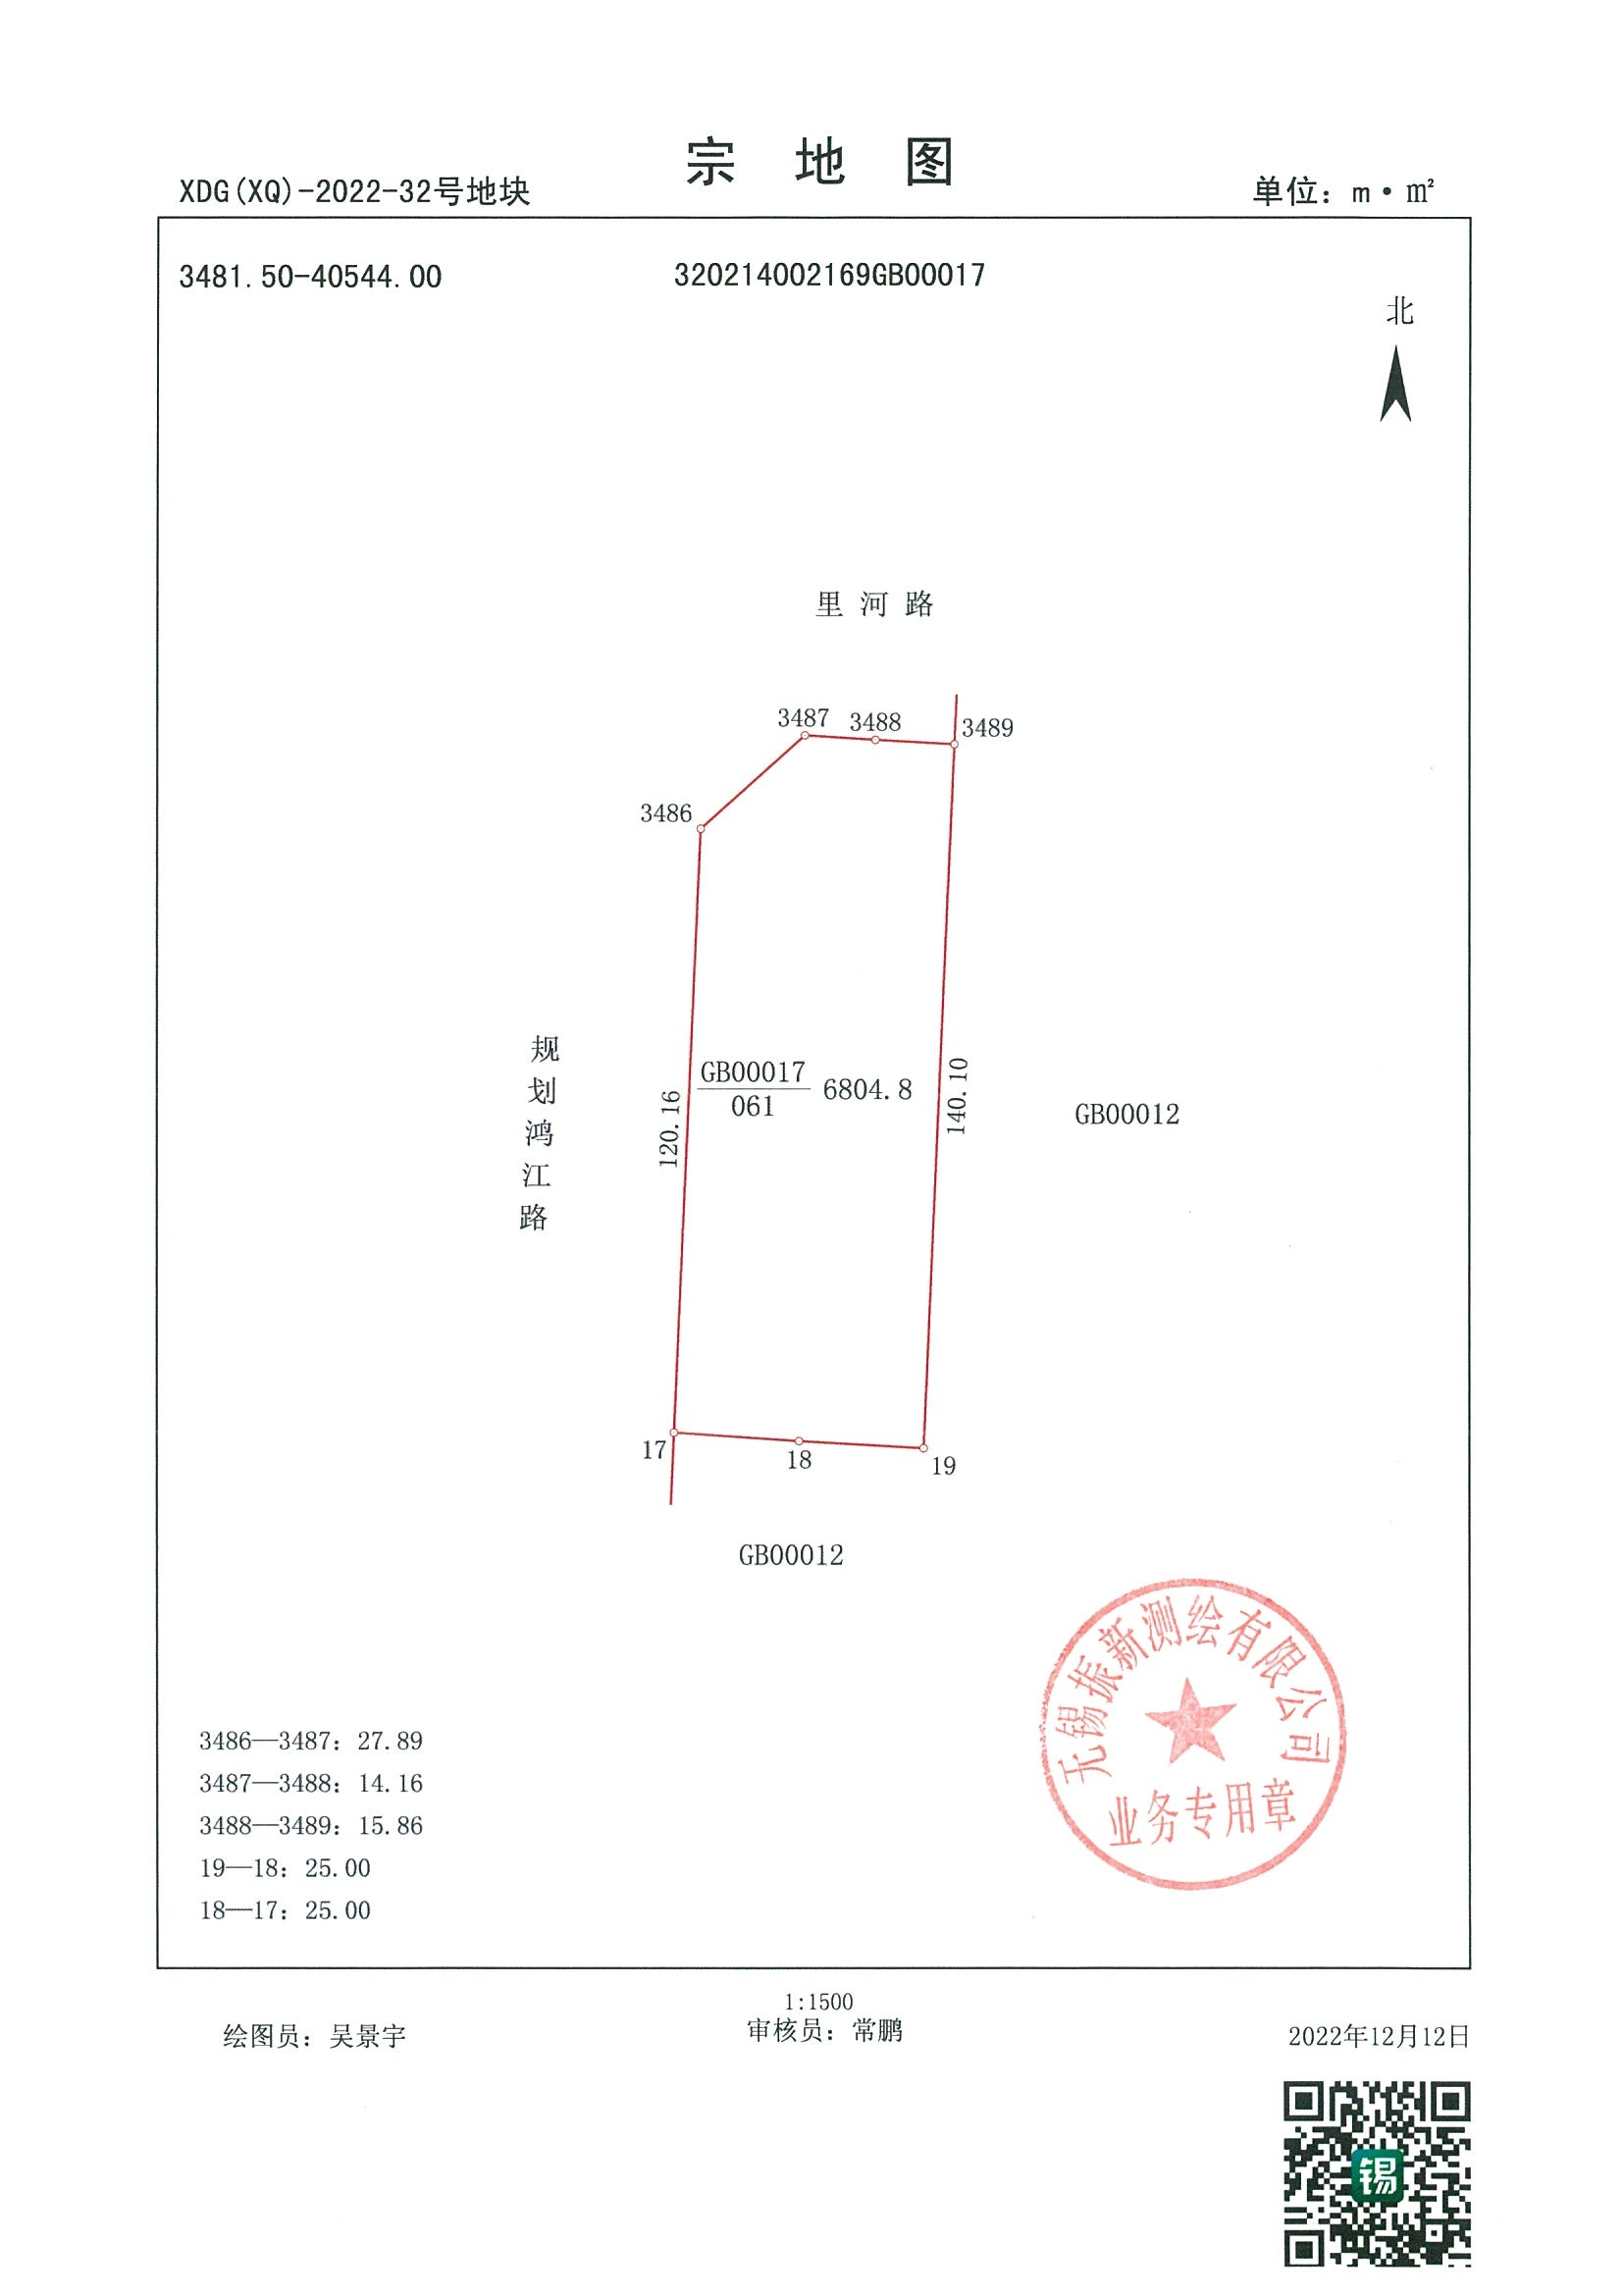 宗 地 图
XDG(XQ)-2022-32号地块
单位：m·㎡
3481.50-40544.00
320214002169GB00017
北
里河路
3487
3488
3489
3486
规划鸿江路
120.16
GB00017
061
6804.8
140.10
GB00012
17
18
19
GB00012
无锡振新测绘有限公司
业务专用章
3486—3487：27.89
3487—3488：14.16
3488—3489：15.86
19—18：25.00
18—17：25.00
1:1500
绘图员：吴景宇
审核员：常鹏
2022年12月12日
锡